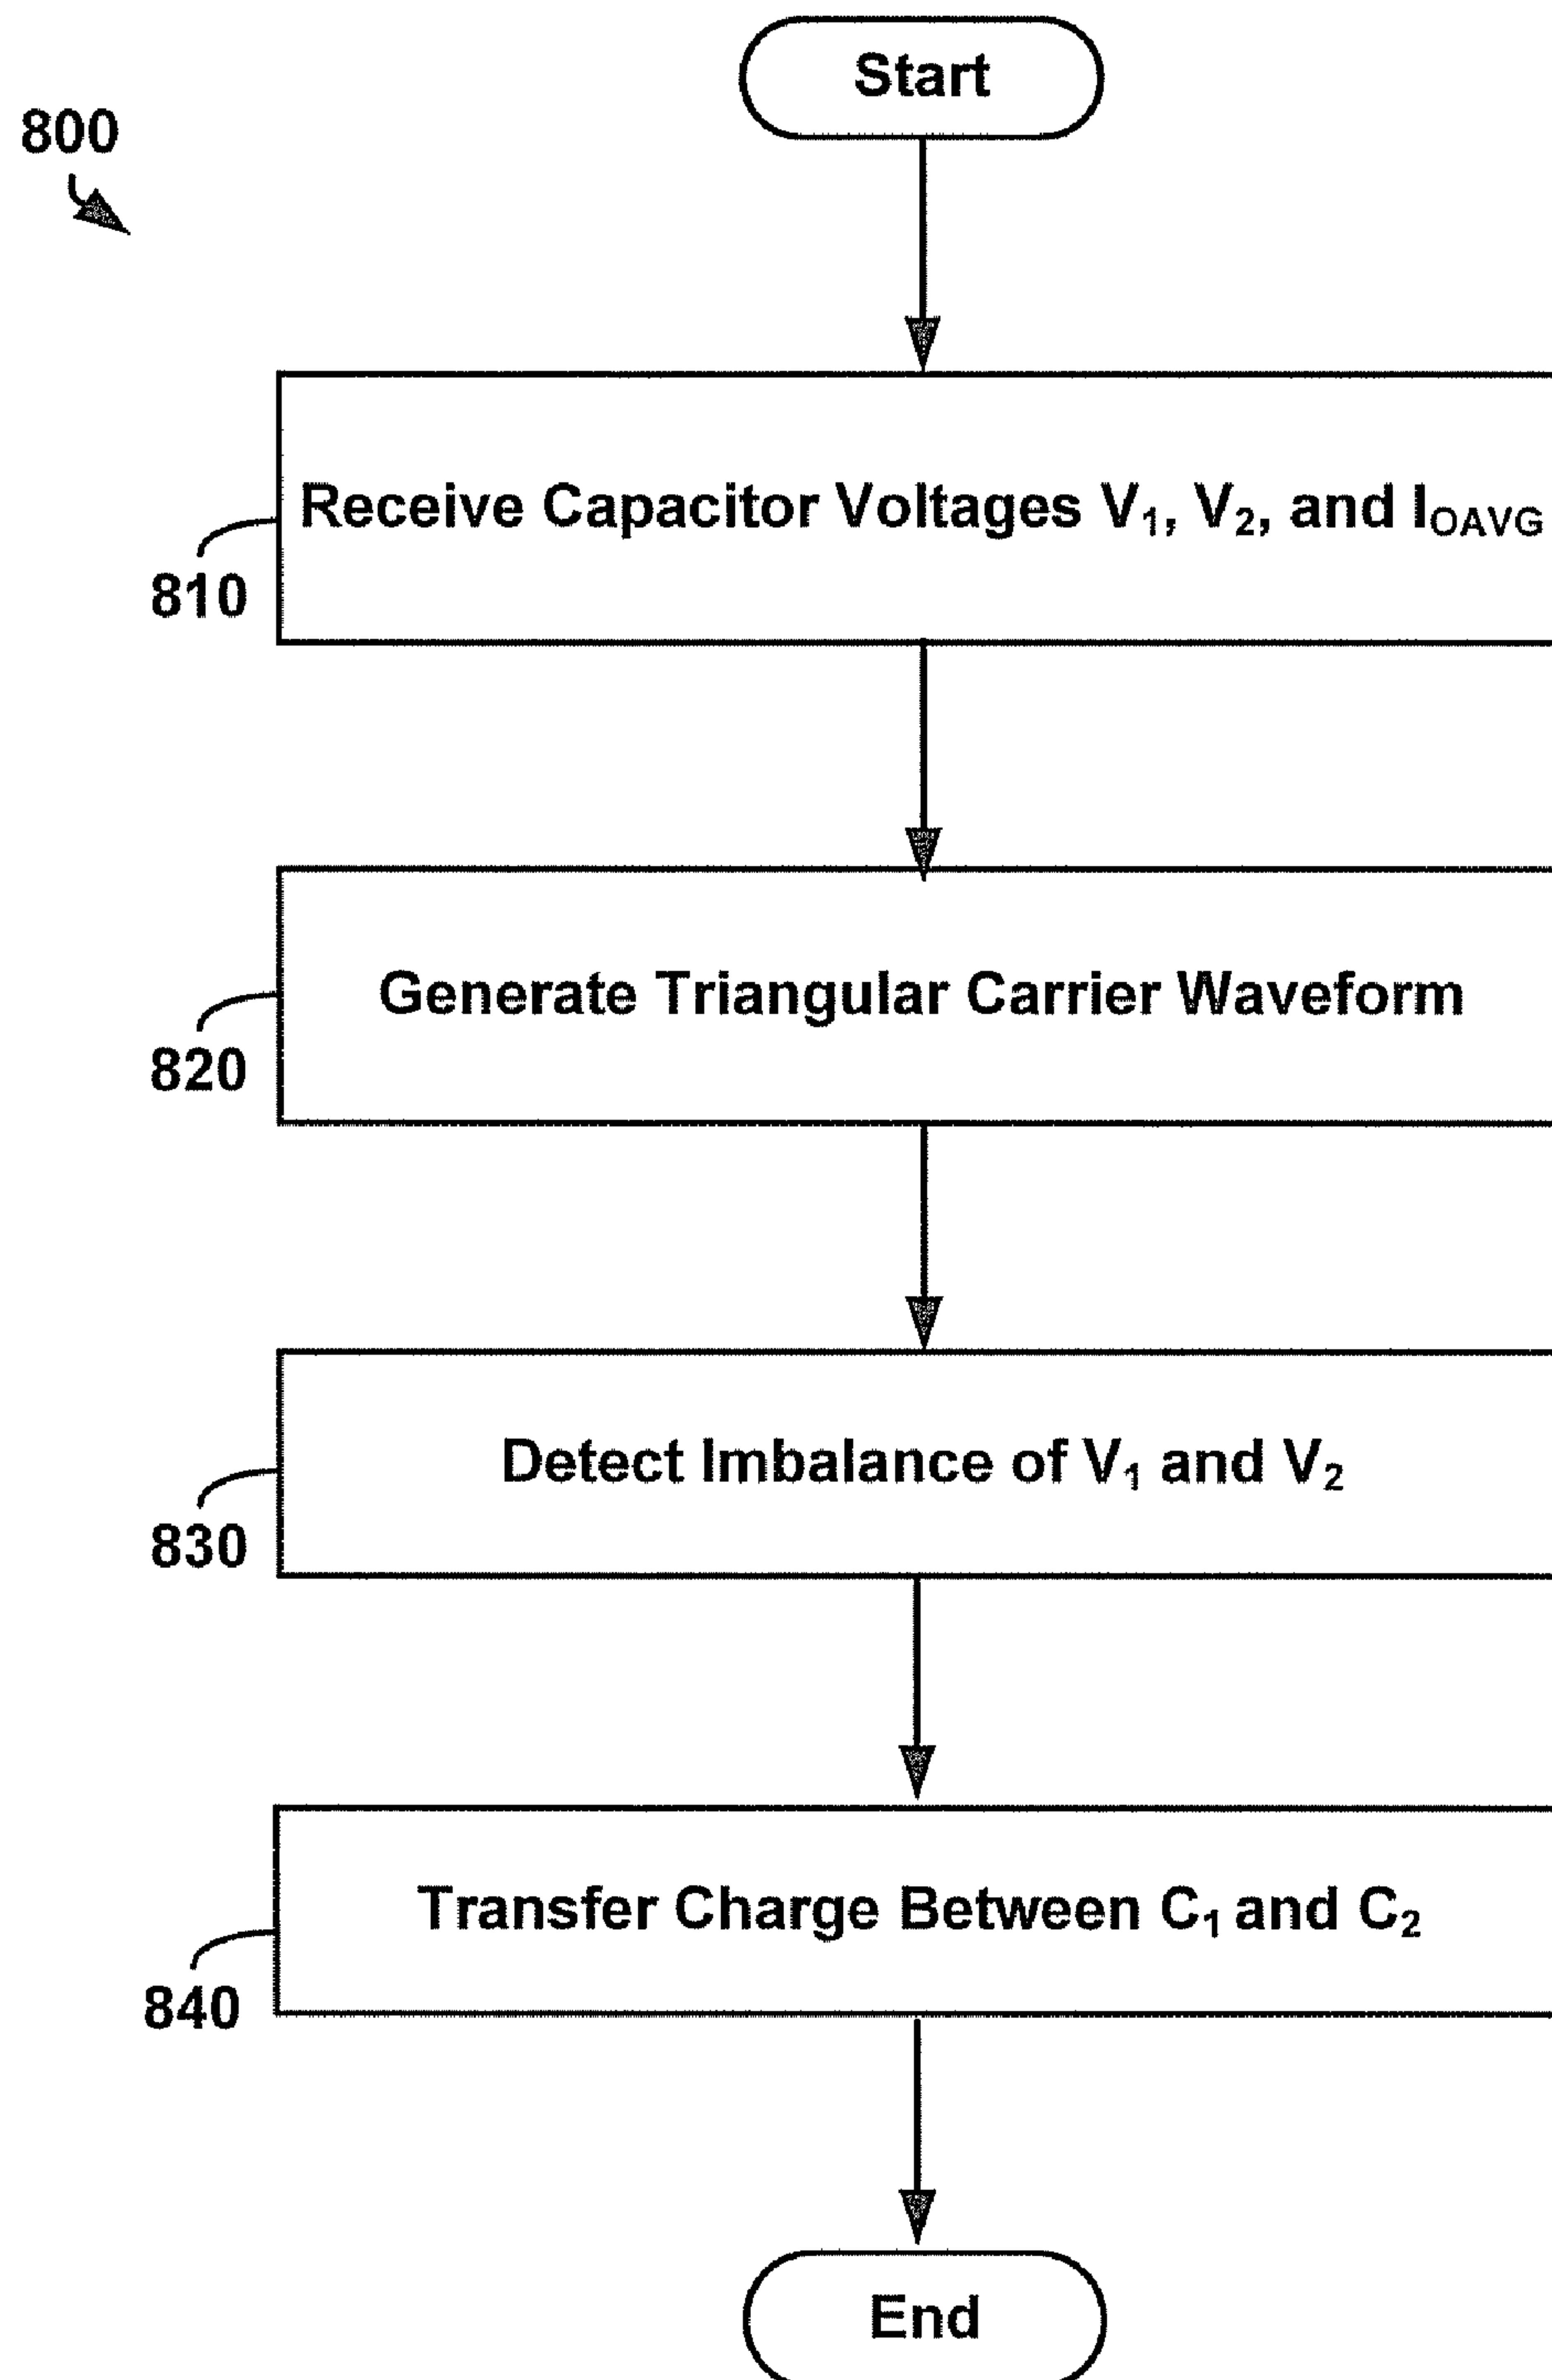 Start
800
Receive Capacitor Voltages V₁, V₂, and I_OAVG
810
Generate Triangular Carrier Waveform
820
Detect Imbalance of V₁ and V₂
830
Transfer Charge Between C₁ and C₂
840
End